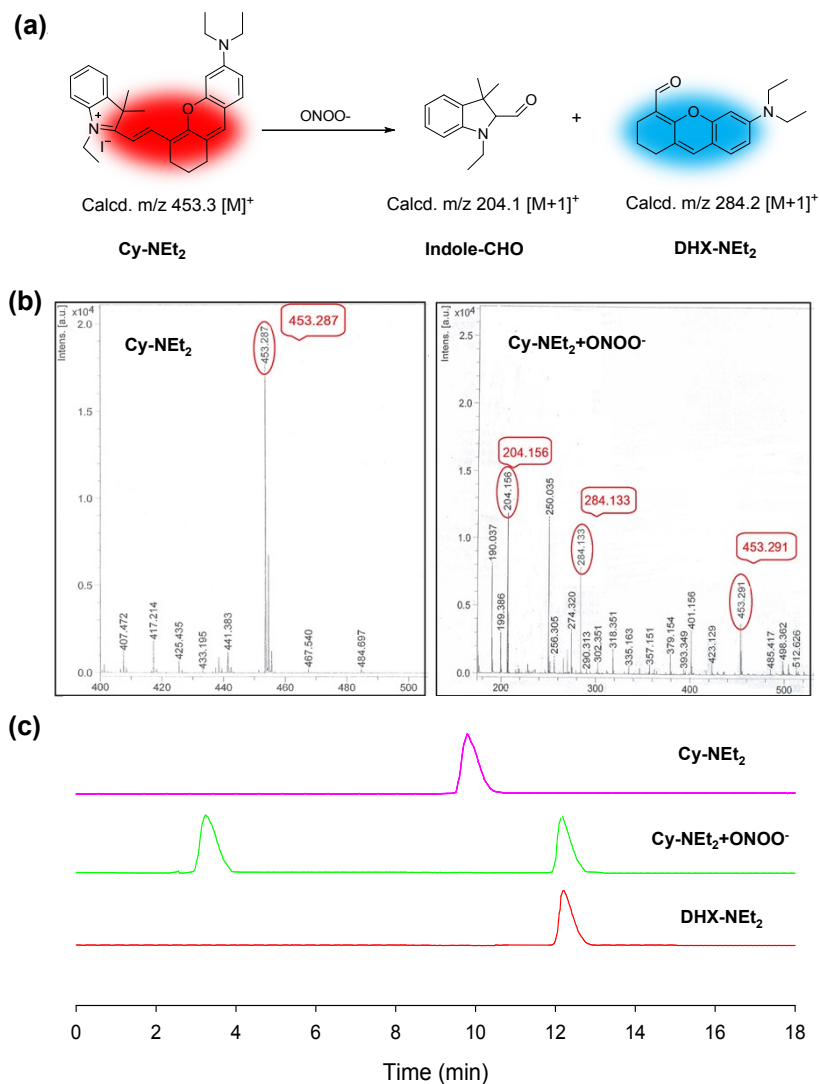 (a)
N
O
N
+
I⁻
ONOO-
O
N
+
O
O
N
Calcd. m/z 453.3 [M]⁺
Calcd. m/z 204.1 [M+1]⁺
Calcd. m/z 284.2 [M+1]⁺
Cy-NEt₂
Indole-CHO
DHX-NEt₂
(b)
Intens. [a.u.]
x10⁴
2.0
1.5
1.0
0.5
0.0
400
420
440
460
480
500
Cy-NEt₂
453.287
453.287
407.472
417.214
425.435
433.195
441.383
467.540
484.697
Intens. [a.u.]
x10⁴
2.5
2.0
1.5
1.0
0.5
0.0
200
300
400
500
Cy-NEt₂+ONOO⁻
204.156
284.133
453.291
190.037
199.386
204.156
250.035
256.305
274.320
284.133
290.313
302.351
318.351
335.163
357.151
379.154
393.349
401.156
423.129
453.291
485.417
498.362
512.626
(c)
Cy-NEt₂
Cy-NEt₂+ONOO⁻
DHX-NEt₂
0 2 4 6 8 10 12 14 16 18
Time (min)